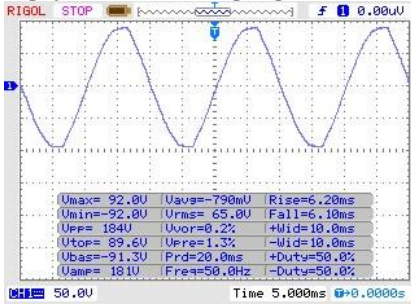 RIGOL STOP f 1 0.00uV
T
1
Vmax= 92.0V Vavg=-790mV Rise=6.20ms
Vmin=-92.0V Vrms= 65.0V Fall=6.10ms
Vpp= 184V Vovr=0.2% +Wid=10.0ms
Vtop= 89.6V Vpre=1.3% -Wid=10.0ms
Vbas=-91.3V Prd=20.0ms +Duty=50.0%
Vamp= 181V Freq=50.0Hz -Duty=50.0%
CH1 50.0V Time 5.000ms T→0.0000s